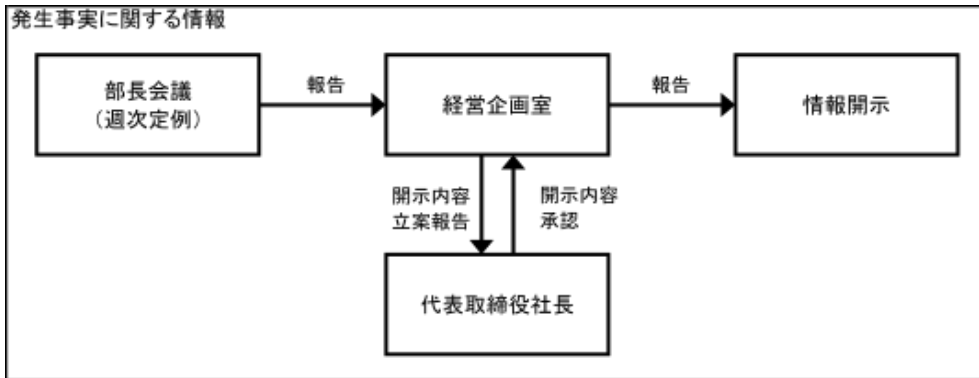 発生事実に関する情報
部長会議
（週次定例）
報告
経営企画室
報告
情報開示
開示内容
立案報告
開示内容
承認
代表取締役社長